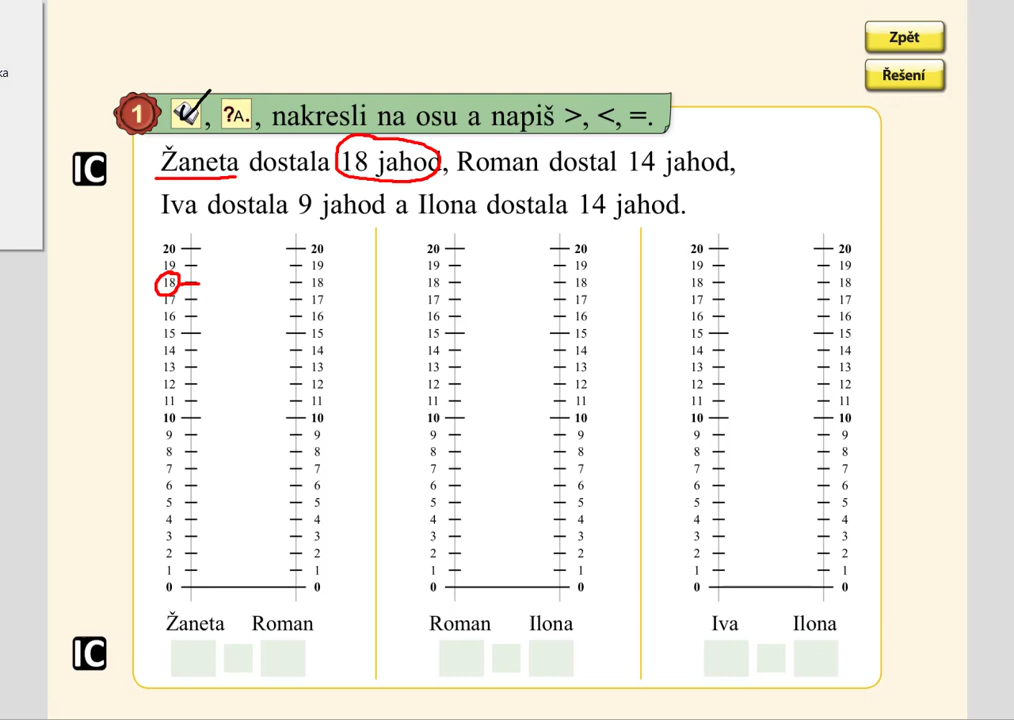 ka
Zpět
Řešení
1 , ?A. , nakresli na osu a napiš >, <, =.
IC
Žaneta dostala 18 jahod, Roman dostal 14 jahod,
Iva dostala 9 jahod a Ilona dostala 14 jahod.
20 20 20 20 20 20
19 19 19 19 19 19
18 18 18 18 18 18
17 17 17 17 17 17
16 16 16 16 16 16
15 15 15 15 15 15
14 14 14 14 14 14
13 13 13 13 13 13
12 12 12 12 12 12
11 11 11 11 11 11
10 10 10 10 10 10
9 9 9 9 9 9
8 8 8 8 8 8
7 7 7 7 7 7
6 6 6 6 6 6
5 5 5 5 5 5
4 4 4 4 4 4
3 3 3 3 3 3
2 2 2 2 2 2
1 1 1 1 1 1
0 0 0 0 0 0
Žaneta Roman Roman Ilona Iva Ilona
IC